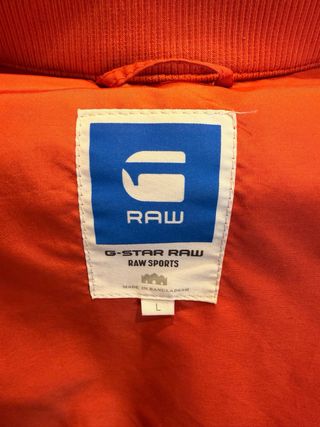 G
RAW
G-STAR RAW
RAW SPORTS
MADE IN BANGLADESH
L